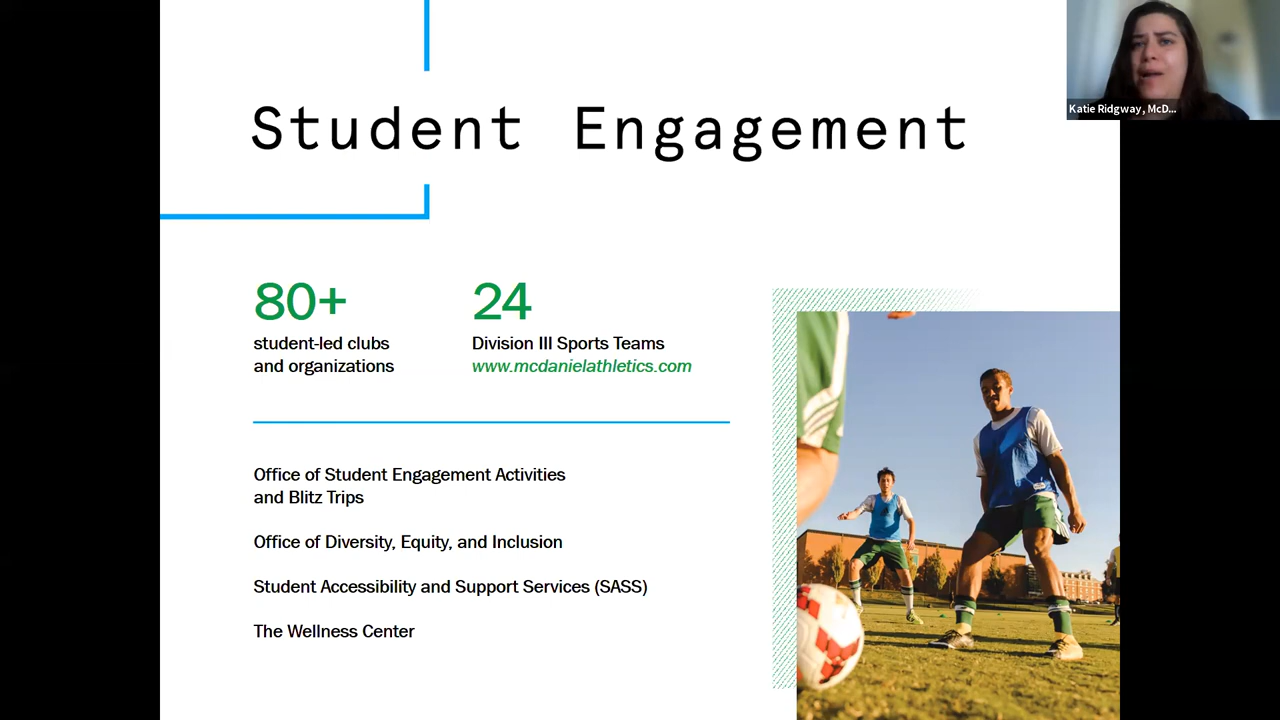 Student Engagement
Katie Ridgway, McD...
80+
student-led clubs
and organizations
24
Division III Sports Teams
www.mcdanielathletics.com
Office of Student Engagement Activities
and Blitz Trips
Office of Diversity, Equity, and Inclusion
Student Accessibility and Support Services (SASS)
The Wellness Center